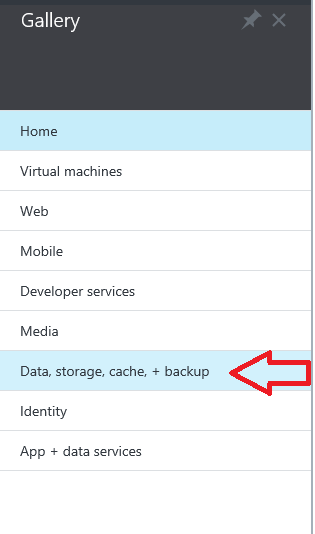 Gallery
Home
Virtual machines
Web
Mobile
Developer services
Media
Data, storage, cache, + backup
Identity
App + data services